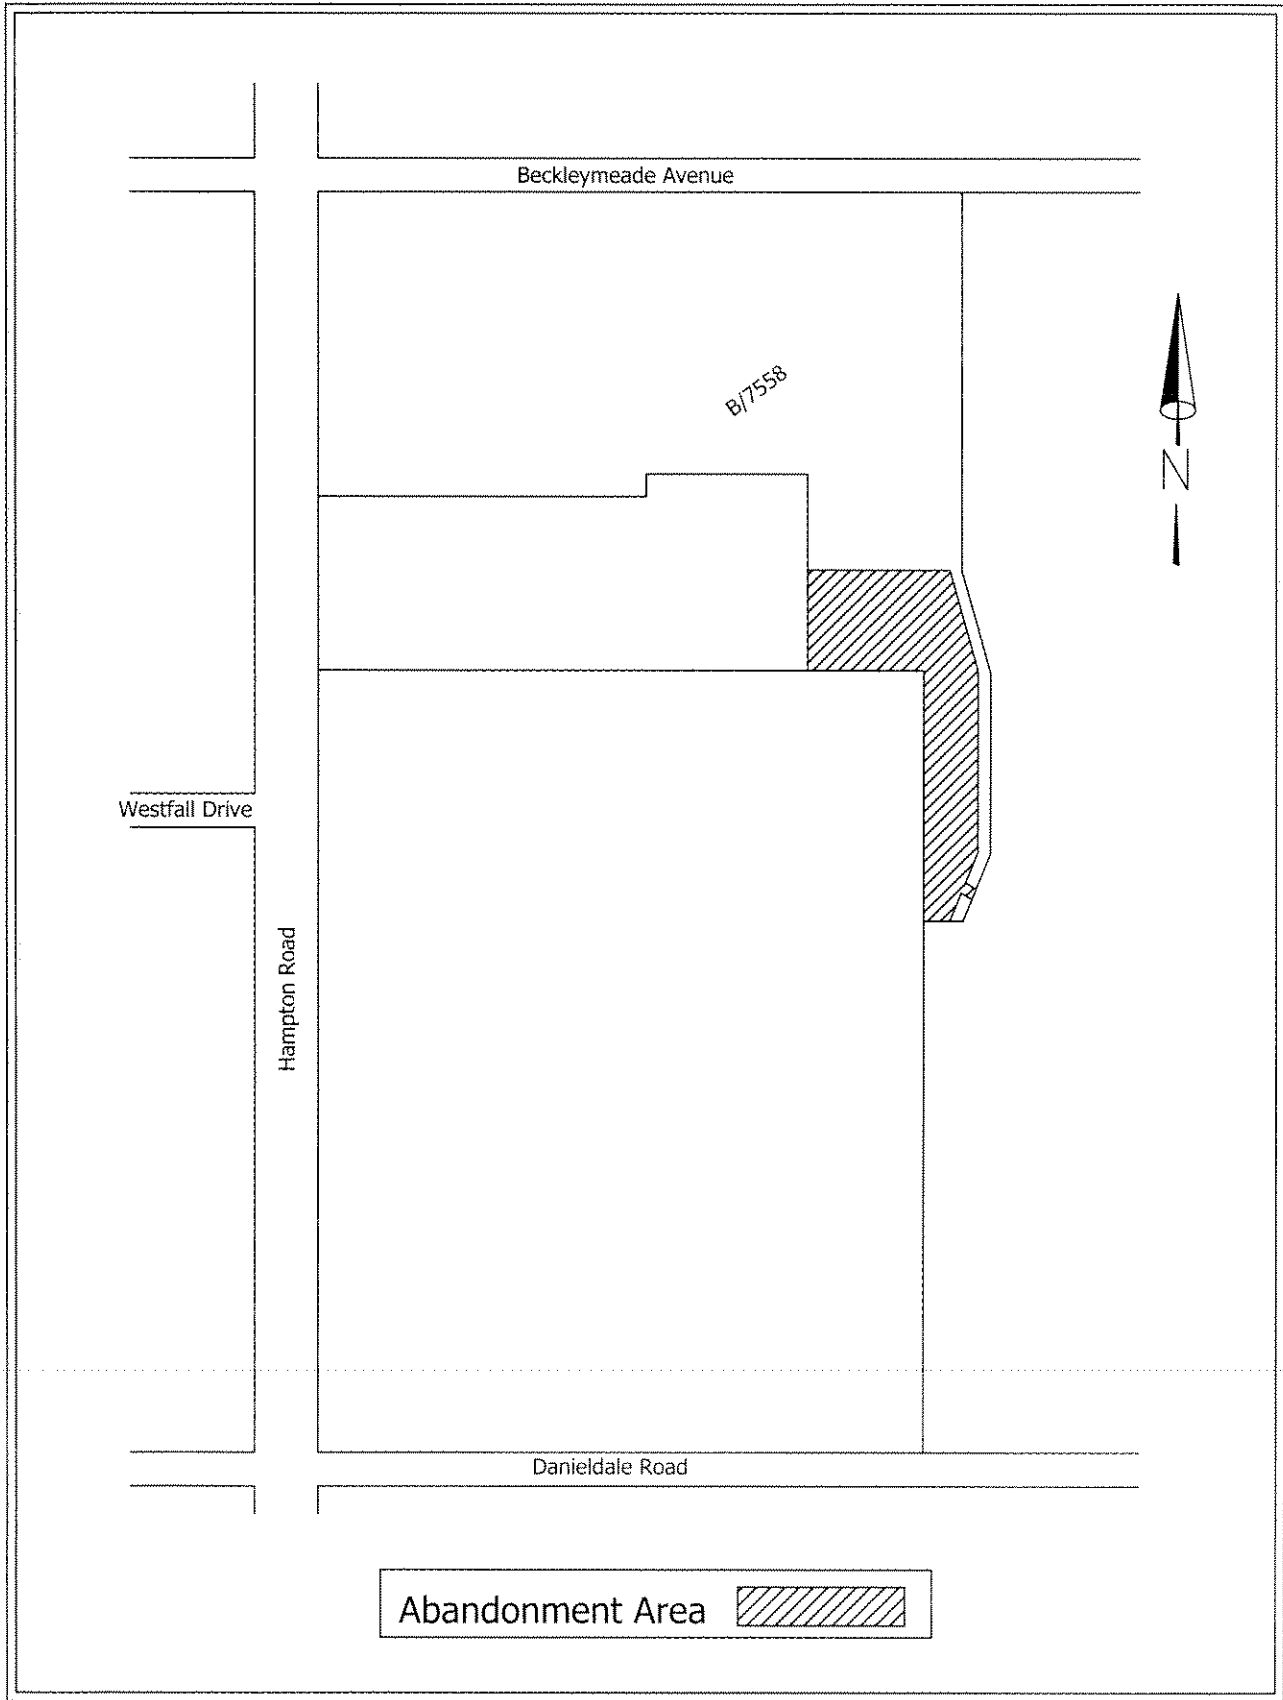 Beckleymeade Avenue
B/7558
N
Westfall Drive
Hampton Road
Danieldale Road
Abandonment Area